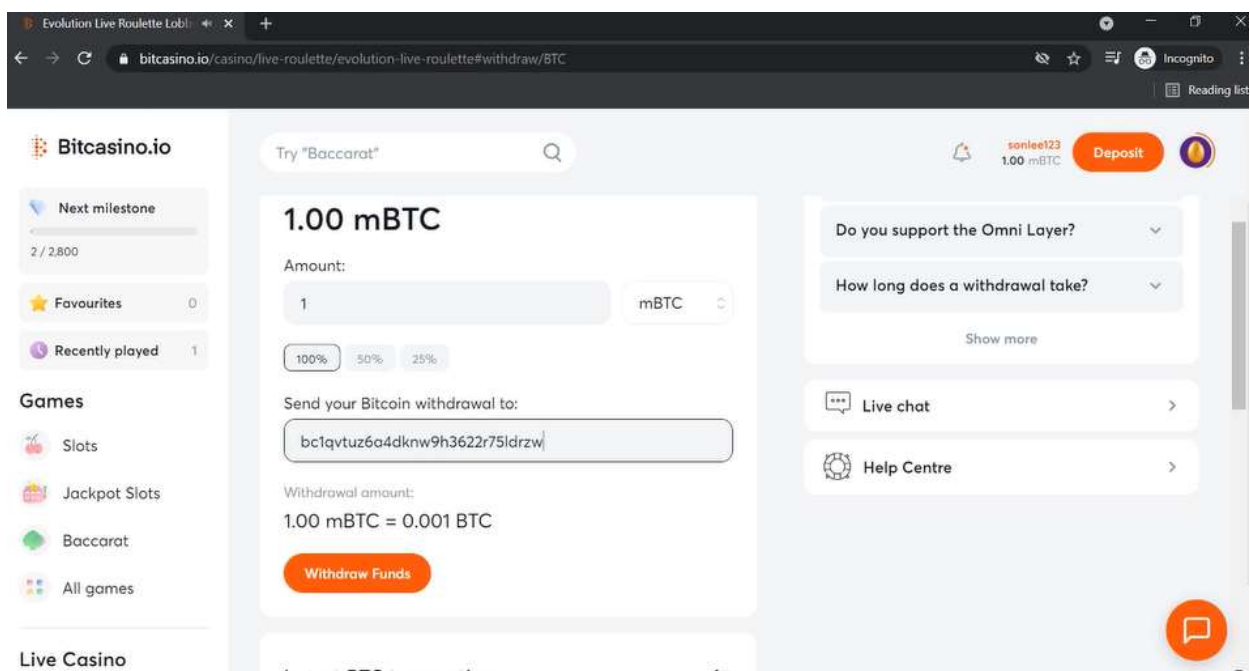 Evolution Live Roulette Lobb
bitcasino.io/casino/live-roulette/evolution-live-roulette#withdraw/BTC
Incognito
Reading list
Bitcasino.io
Try "Baccarat"
sonlee123
1.00 mBTC
Deposit
Next milestone
2 / 2,800
Favourites 0
Recently played 1
Games
Slots
Jackpot Slots
Baccarat
All games
Live Casino
1.00 mBTC
Amount:
1
mBTC
100% 50% 25%
Send your Bitcoin withdrawal to:
bc1qvtuz6a4dknw9h3622r75ldrzw
Withdrawal amount:
1.00 mBTC = 0.001 BTC
Withdraw Funds
Do you support the Omni Layer?
How long does a withdrawal take?
Show more
Live chat
Help Centre